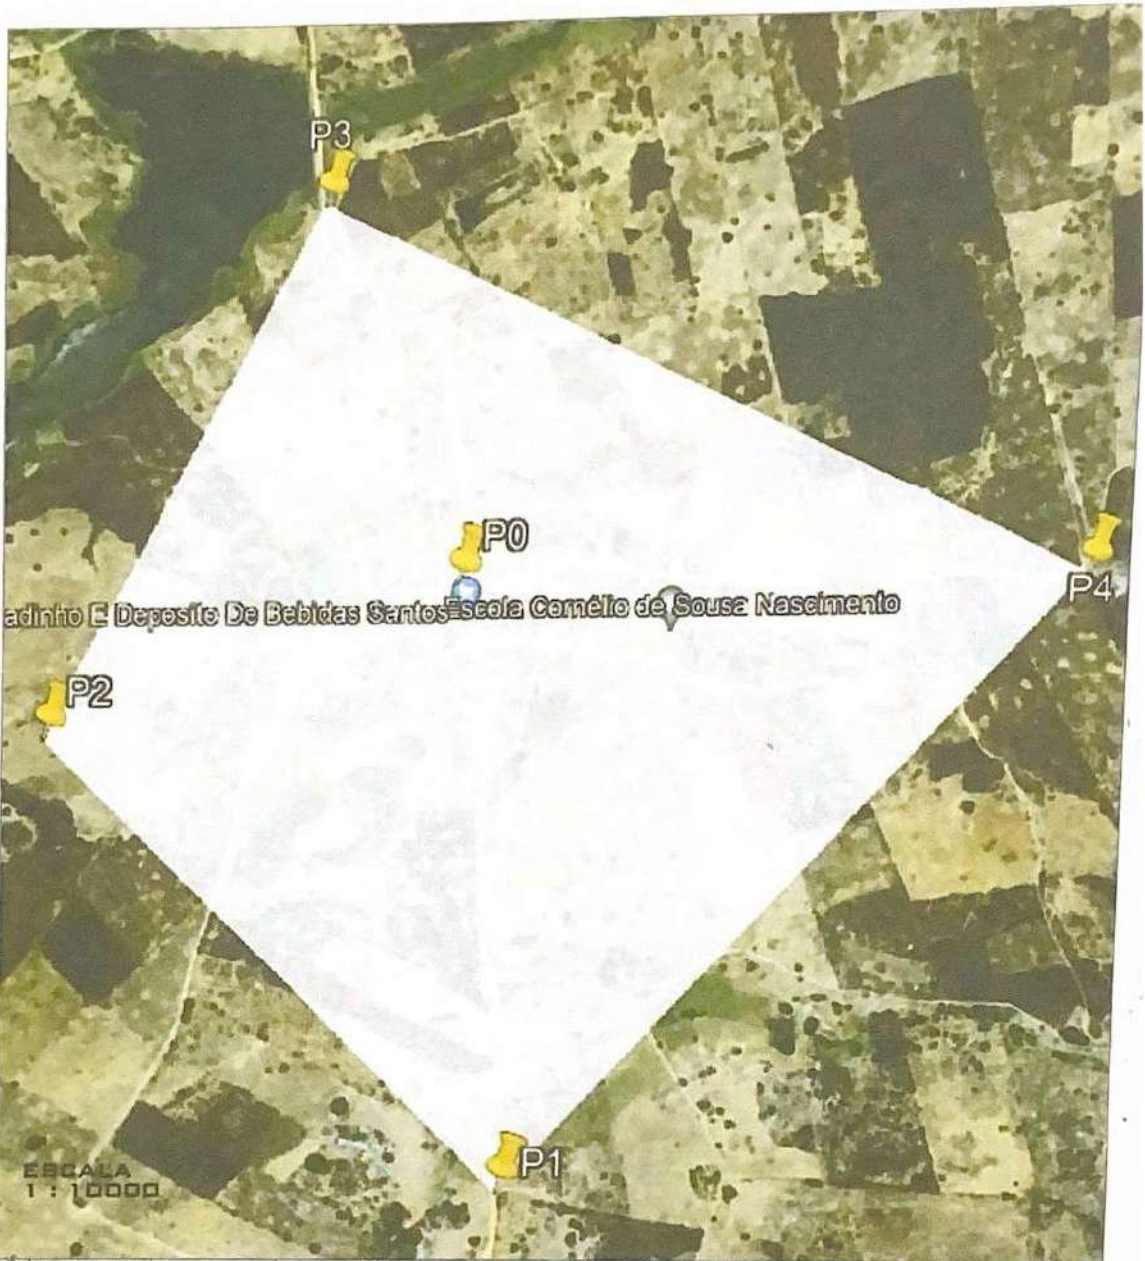 P3
P0
P4
adinho E Deposito De Bebidas Santos
Escola Cornélio de Sousa Nascimento
P2
P1
ESCALA
1 : 10000